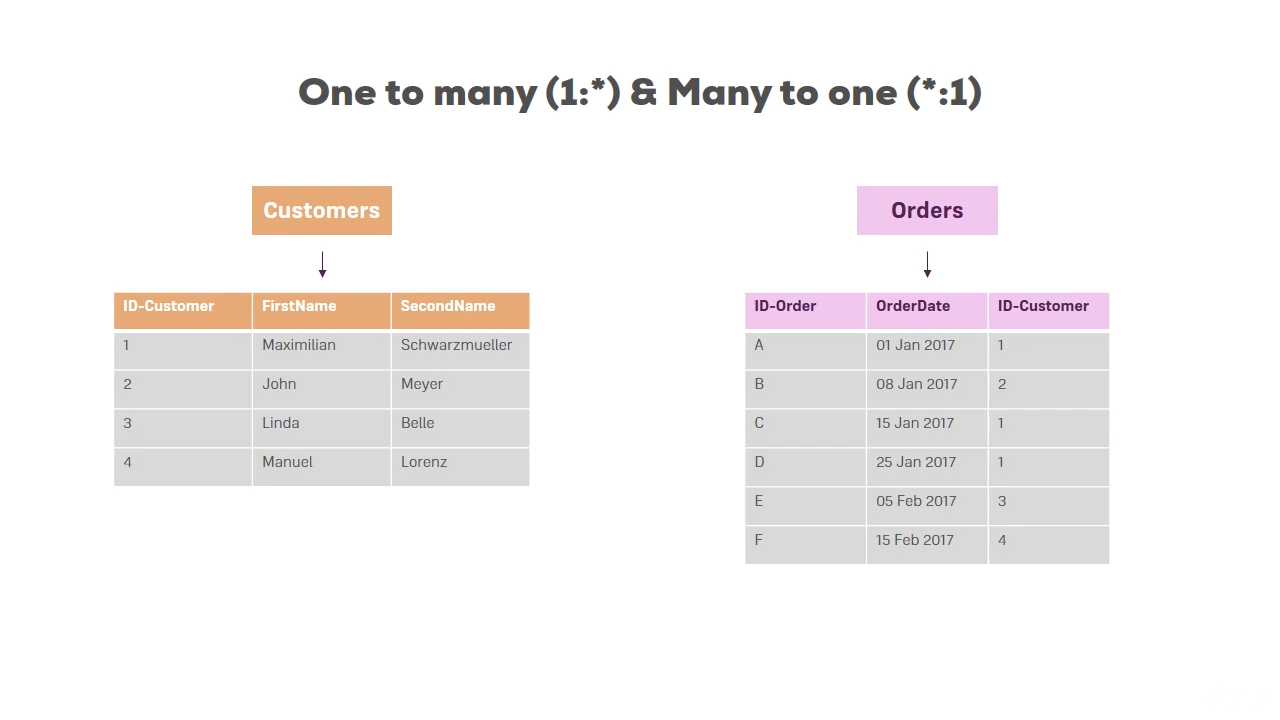 One to many (1:*) & Many to one (*:1)
Customers
ID-Customer FirstName SecondName
1 Maximilian Schwarzmueller
2 John Meyer
3 Linda Belle
4 Manuel Lorenz
Orders
ID-Order OrderDate ID-Customer
A 01 Jan 2017 1
B 08 Jan 2017 2
C 15 Jan 2017 1
D 25 Jan 2017 1
E 05 Feb 2017 3
F 15 Feb 2017 4